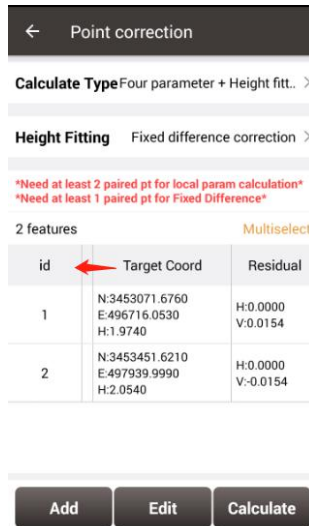 Point correction
Calculate Type Four parameter + Height fitt..
Height Fitting Fixed difference correction
*Need at least 2 paired pt for local param calculation*
*Need at least 1 paired pt for Fixed Difference*
2 features Multiselect
id Target Coord Residual
1
N:3453071.6760
E:496716.0530
H:1.9740
H:0.0000
V:0.0154
2
N:3453451.6210
E:497939.9990
H:2.0540
H:0.0000
V:-0.0154
Add Edit Calculate